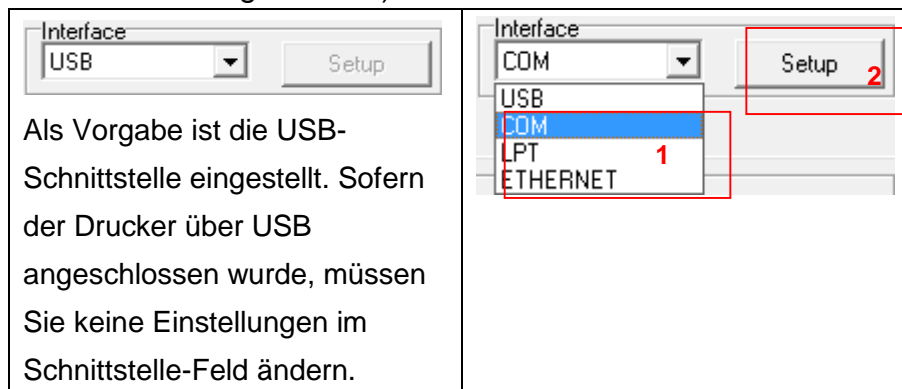 Interface
USB
Setup
Als Vorgabe ist die USB-
Schnittstelle eingestellt. Sofern
der Drucker über USB
angeschlossen wurde, müssen
Sie keine Einstellungen im
Schnittstelle-Feld ändern.
Interface
COM
Setup
2
USB
COM
LPT
1
ETHERNET